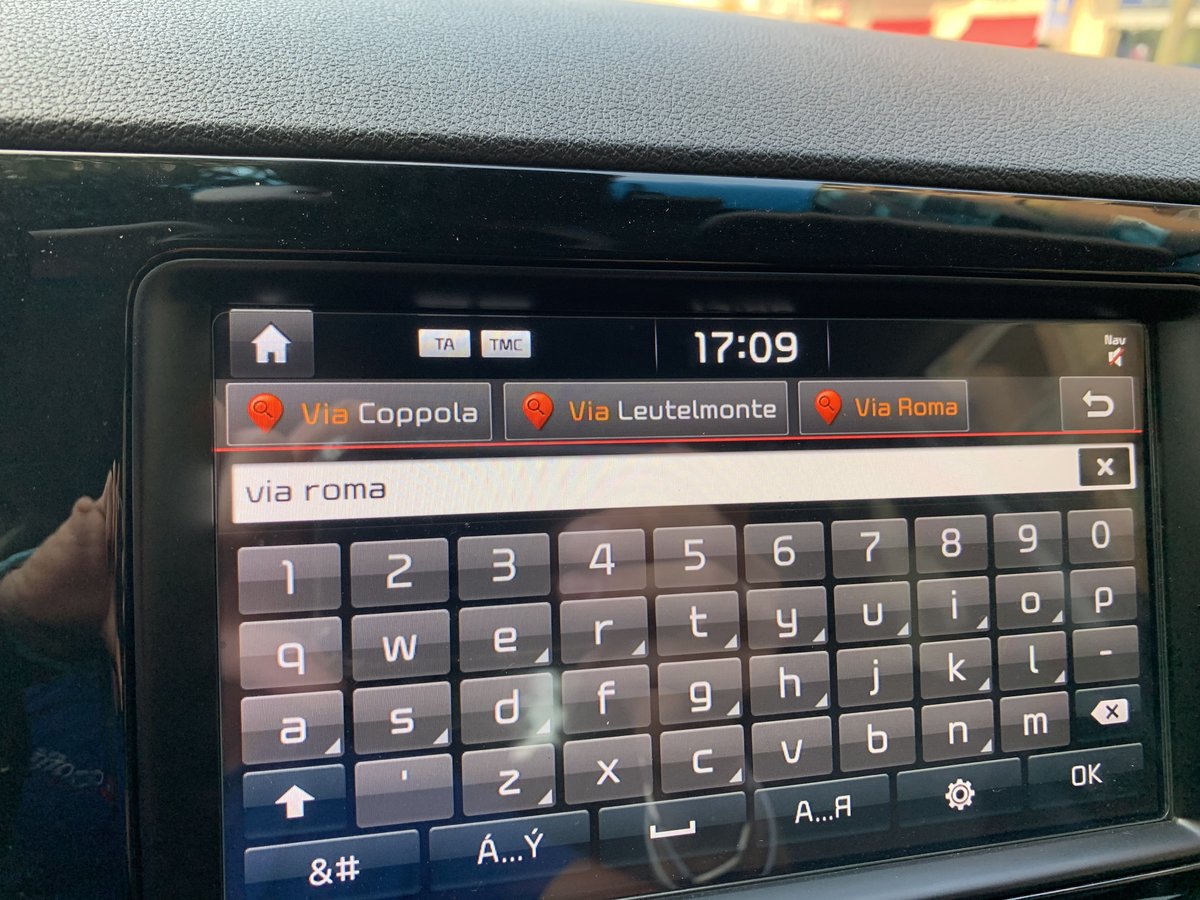 TA TMC 17:09 Nav
Via Coppola Via Leutelmonte Via Roma
via roma
1 2 3 4 5 6 7 8 9 0
q w e r t y u i o p
a s d f g h j k l -
' z x c v b n m
&# Á...Ý A...Я OK